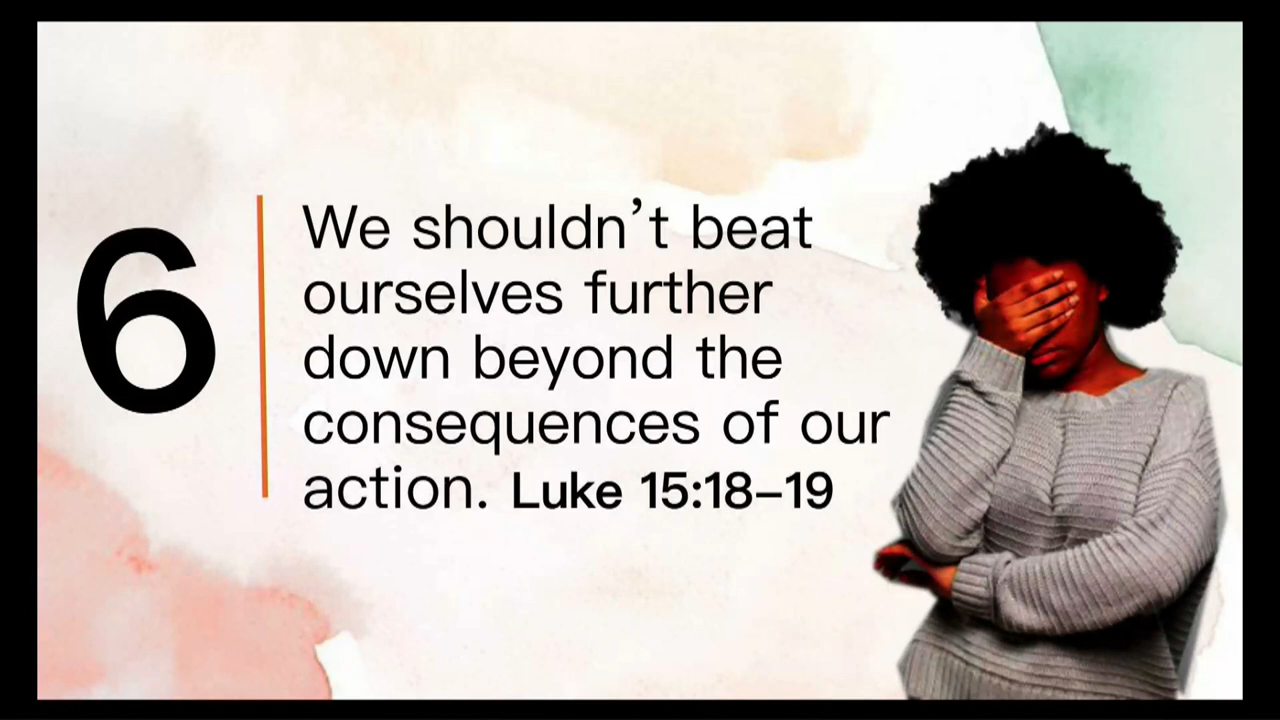 6
We shouldn’t beat
ourselves further
down beyond the
consequences of our
action. Luke 15:18–19